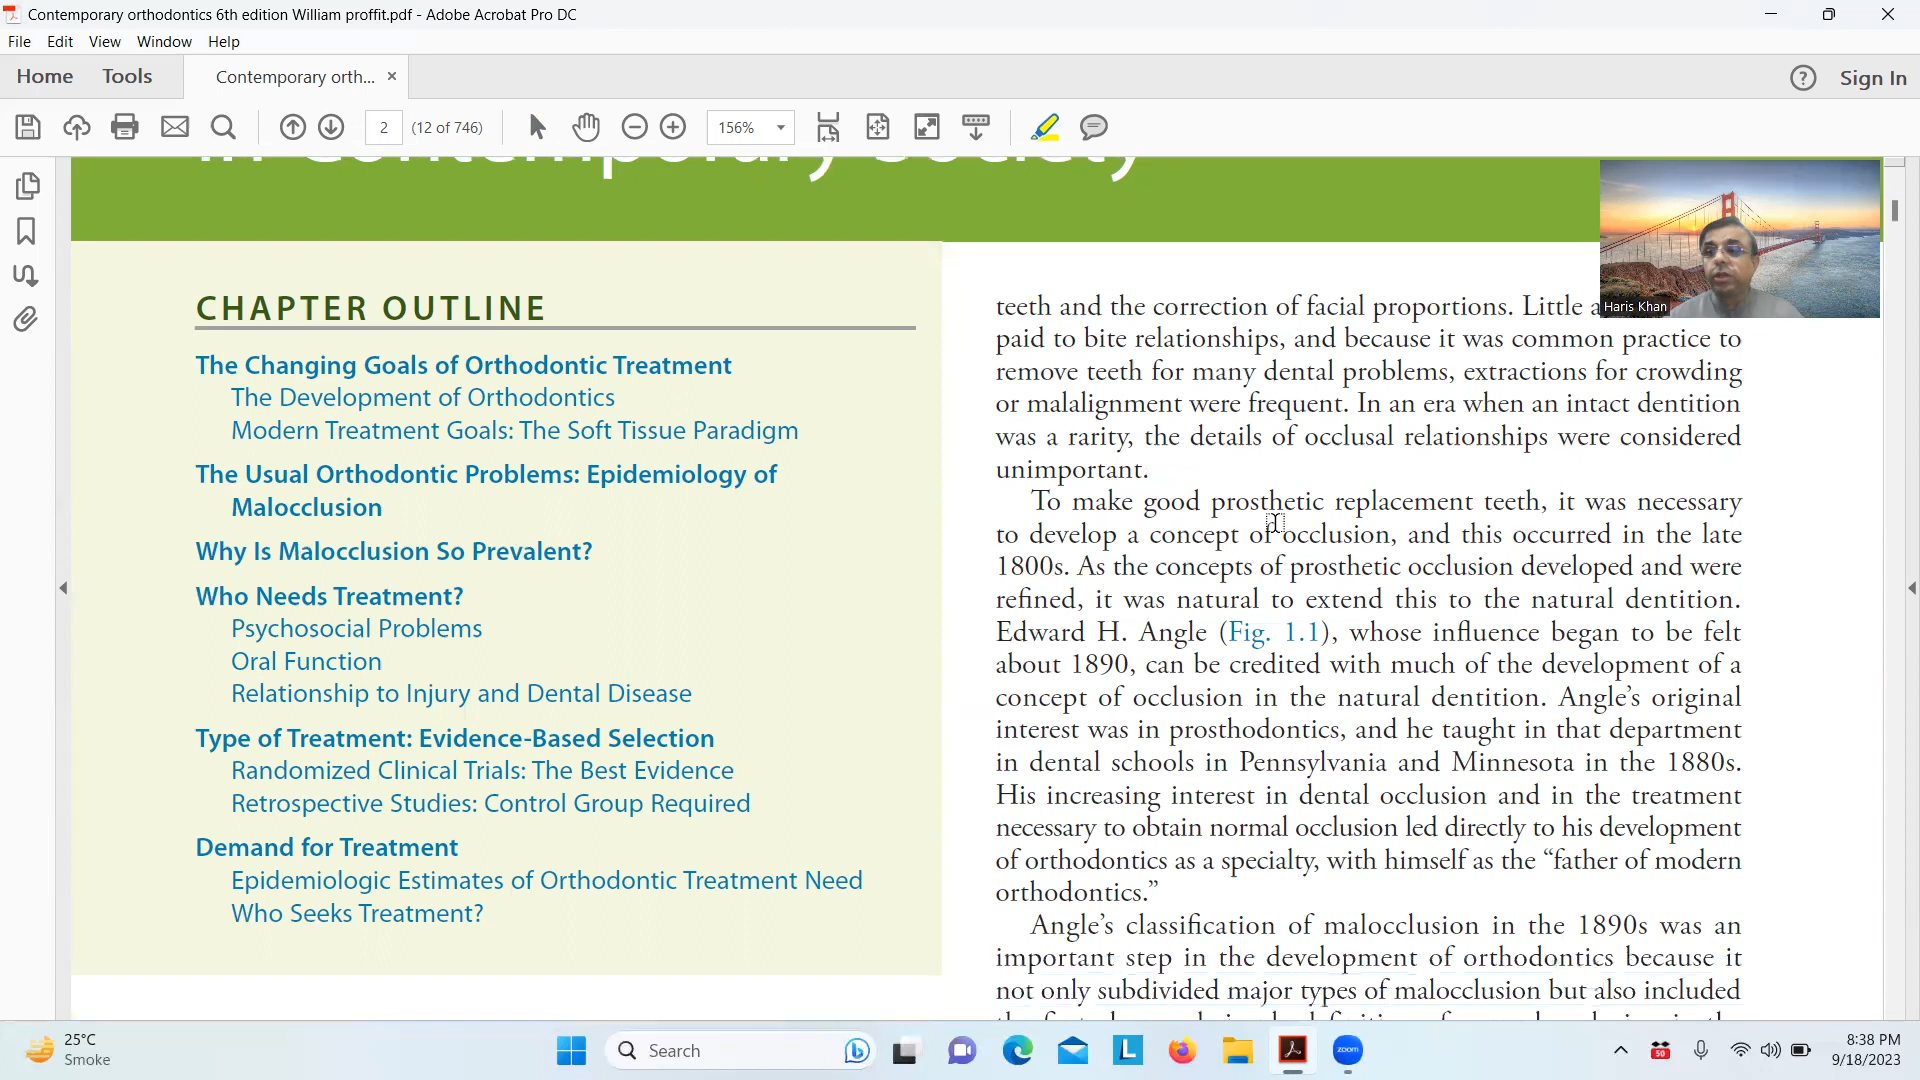 Contemporary orthodontics 6th edition William proffit.pdf - Adobe Acrobat Pro DC
File Edit View Window Help
Home Tools Contemporary orth... × Sign In
2 (12 of 746) 156%
in Contemporary Society
Haris Khan
CHAPTER OUTLINE
The Changing Goals of Orthodontic Treatment
The Development of Orthodontics
Modern Treatment Goals: The Soft Tissue Paradigm
The Usual Orthodontic Problems: Epidemiology of
Malocclusion
Why Is Malocclusion So Prevalent?
Who Needs Treatment?
Psychosocial Problems
Oral Function
Relationship to Injury and Dental Disease
Type of Treatment: Evidence-Based Selection
Randomized Clinical Trials: The Best Evidence
Retrospective Studies: Control Group Required
Demand for Treatment
Epidemiologic Estimates of Orthodontic Treatment Need
Who Seeks Treatment?
teeth and the correction of facial proportions. Little
paid to bite relationships, and because it was common practice to
remove teeth for many dental problems, extractions for crowding
or malalignment were frequent. In an era when an intact dentition
was a rarity, the details of occlusal relationships were considered
unimportant.
To make good prosthetic replacement teeth, it was necessary
to develop a concept of occlusion, and this occurred in the late
1800s. As the concepts of prosthetic occlusion developed and were
refined, it was natural to extend this to the natural dentition.
Edward H. Angle (Fig. 1.1), whose influence began to be felt
about 1890, can be credited with much of the development of a
concept of occlusion in the natural dentition. Angle’s original
interest was in prosthodontics, and he taught in that department
in dental schools in Pennsylvania and Minnesota in the 1880s.
His increasing interest in dental occlusion and in the treatment
necessary to obtain normal occlusion led directly to his development
of orthodontics as a specialty, with himself as the “father of modern
orthodontics.”
Angle’s classification of malocclusion in the 1890s was an
important step in the development of orthodontics because it
not only subdivided major types of malocclusion but also included
25°C
Smoke
Search
L
50
zoom
8:38 PM
9/18/2023